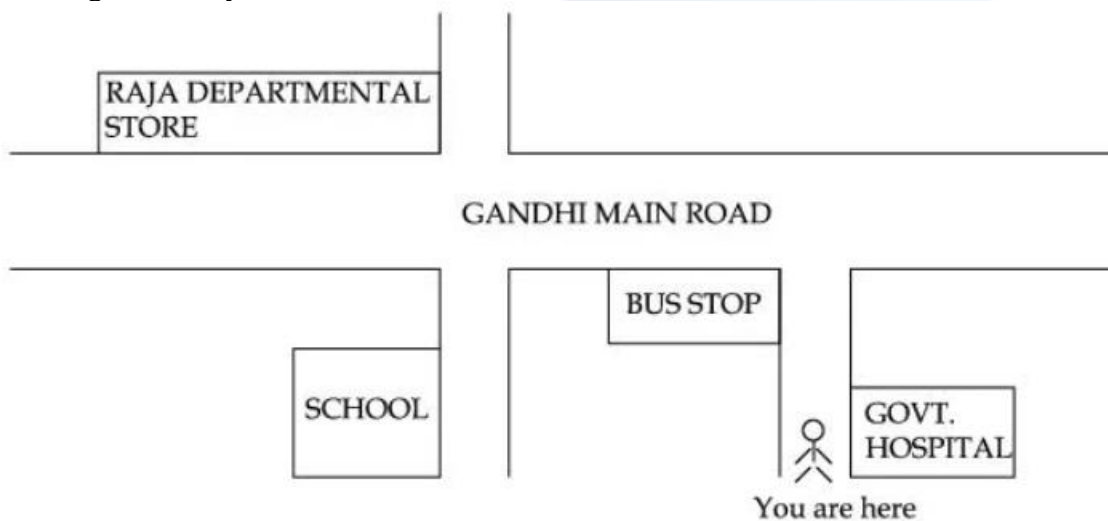 RAJA DEPARTMENTAL
STORE
GANDHI MAIN ROAD
BUS STOP
SCHOOL
GOVT.
HOSPITAL
You are here